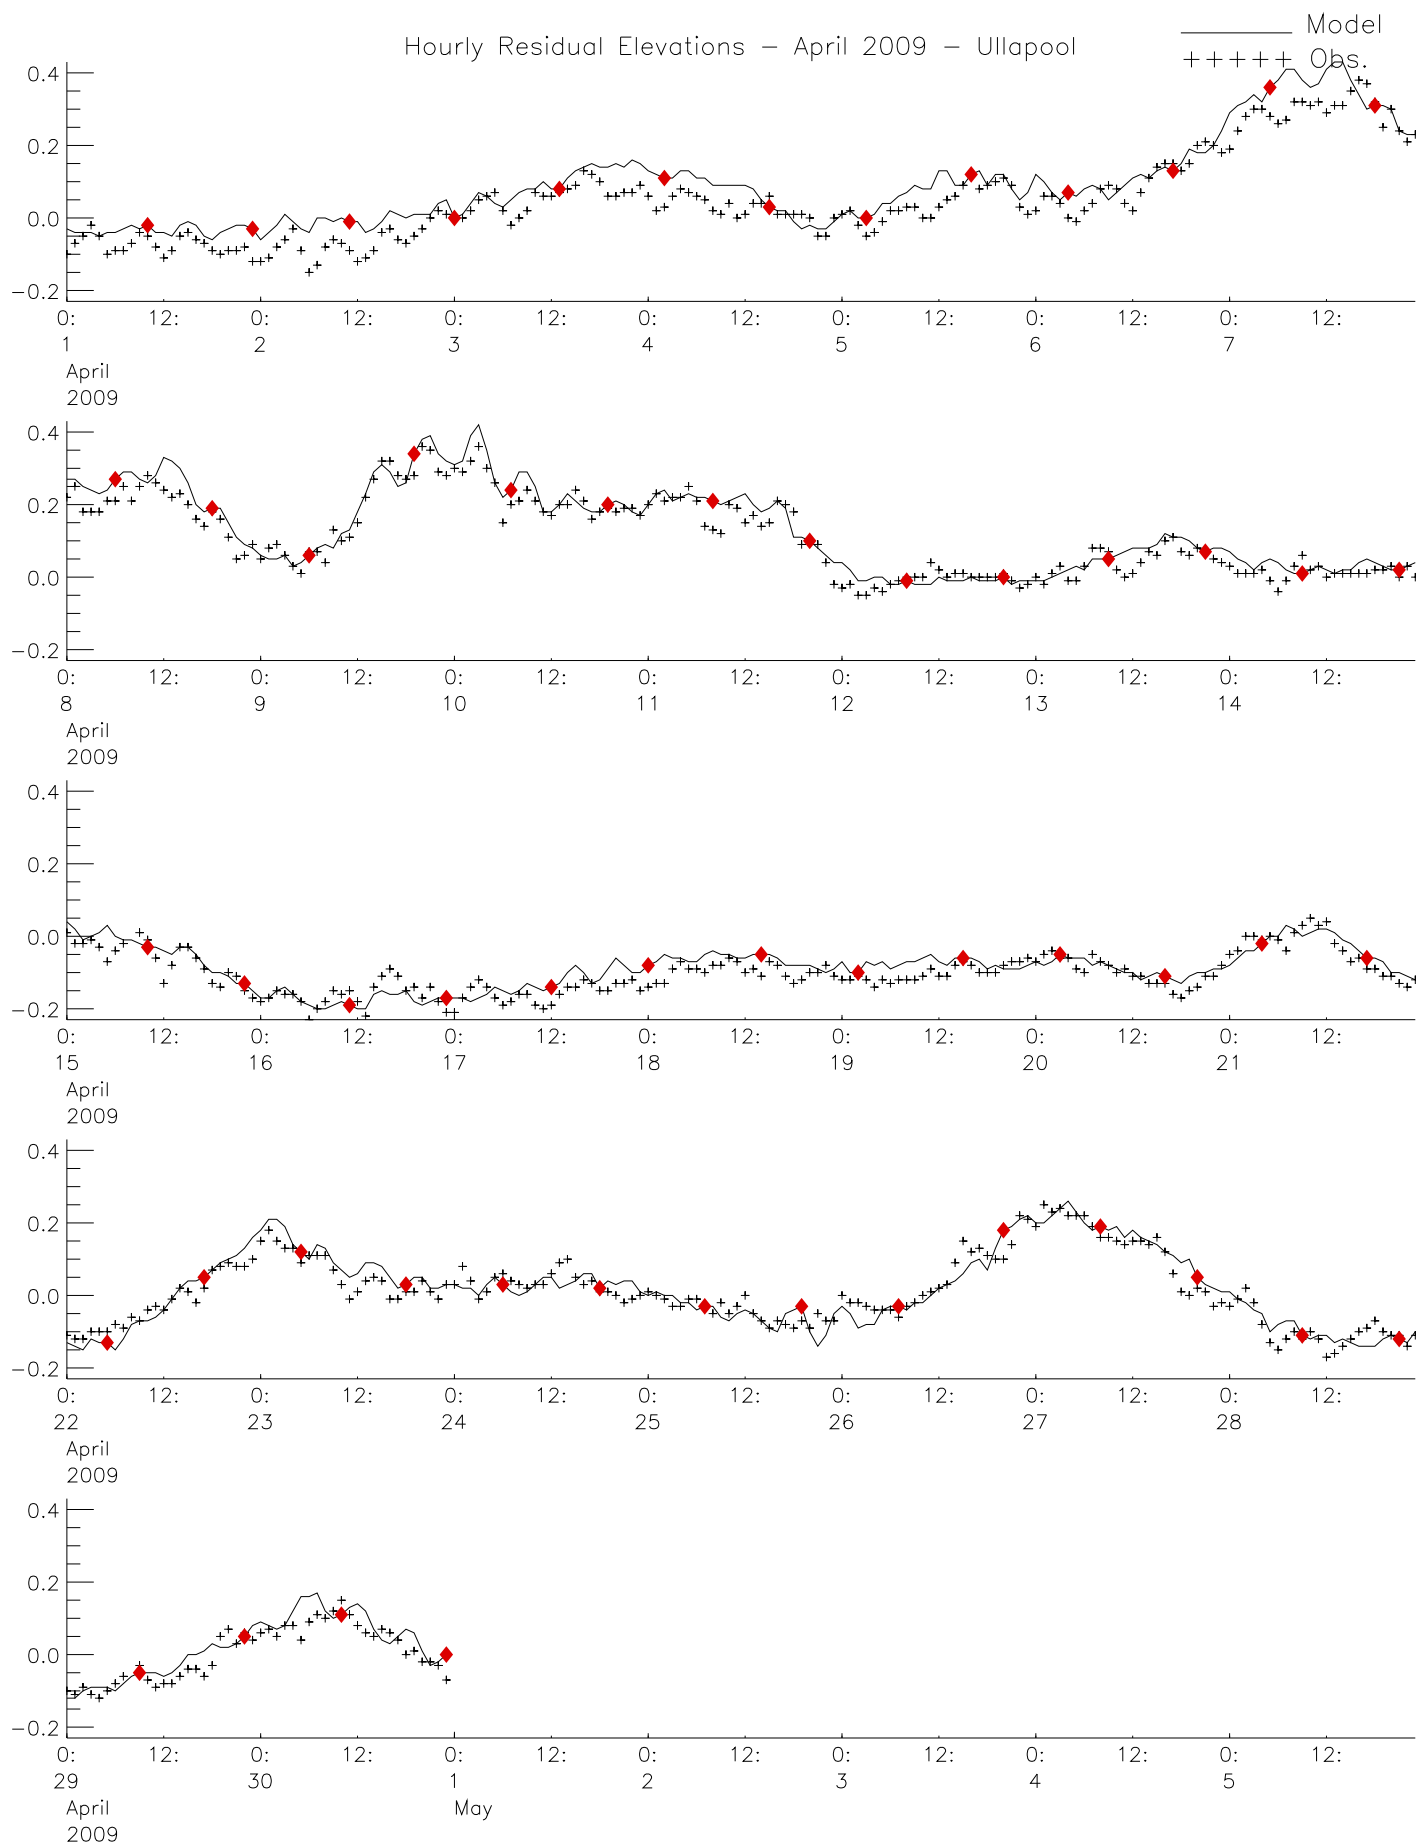 Hourly Residual Elevations – April 2009 – Ullapool
Model
+++++ Obs.
0.4
0.2
0.0
−0.2
0: 12: 0: 12: 0: 12: 0: 12: 0: 12: 0: 12: 0: 12:
1 2 3 4 5 6 7
April
2009
0.4
0.2
0.0
−0.2
0: 12: 0: 12: 0: 12: 0: 12: 0: 12: 0: 12: 0: 12:
8 9 10 11 12 13 14
April
2009
0.4
0.2
0.0
−0.2
0: 12: 0: 12: 0: 12: 0: 12: 0: 12: 0: 12: 0: 12:
15 16 17 18 19 20 21
April
2009
0.4
0.2
0.0
−0.2
0: 12: 0: 12: 0: 12: 0: 12: 0: 12: 0: 12: 0: 12:
22 23 24 25 26 27 28
April
2009
0.4
0.2
0.0
−0.2
0: 12: 0: 12: 0: 12: 0: 12: 0: 12: 0: 12: 0: 12:
29 30 1 2 3 4 5
April May
2009